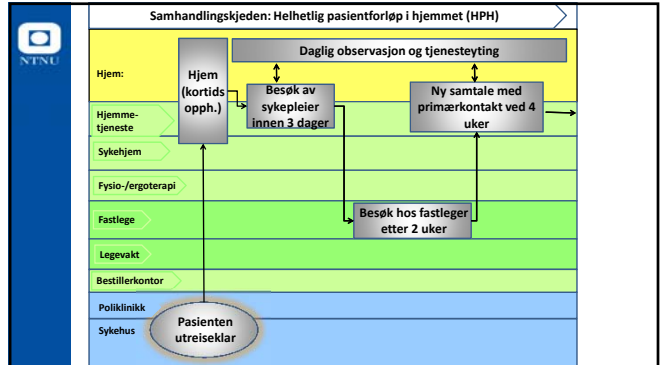 Samhandlingskjeden: Helhetlig pasientforløp i hjemmet (HPH)
NTNU
Hjem:
Hjem
(kortids
opph.)
Daglig observasjon og tjenesteyting
Besøk av
sykepleier
innen 3 dager
Ny samtale med
primærkontakt ved 4
uker
Hjemme-
tjeneste
Sykehjem
Fysio-/ergoterapi
Fastlege
Besøk hos fastleger
etter 2 uker
Legevakt
Bestillerkontor
Poliklinikk
Sykehus
Pasienten
utreiseklar